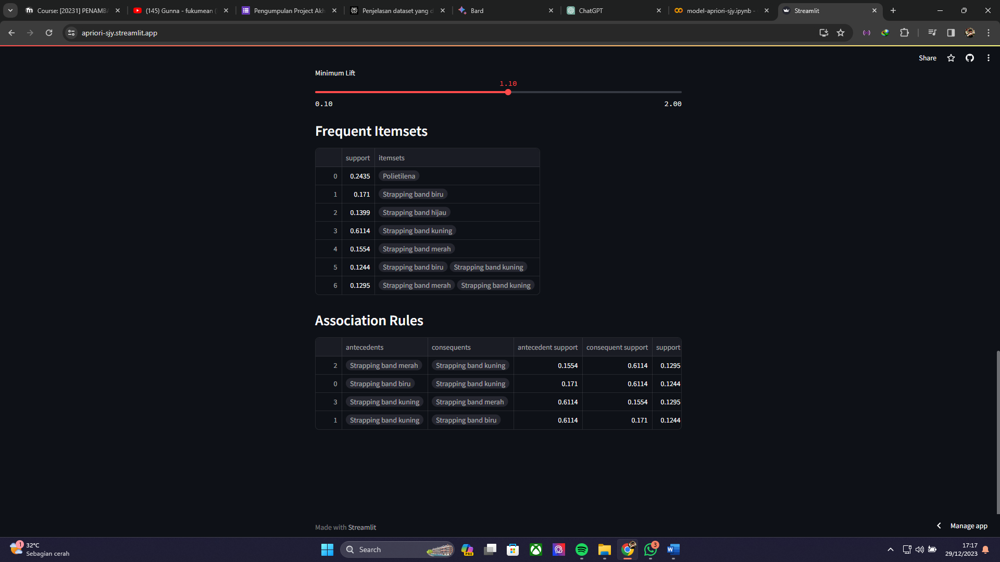 Course: [20231] PENAMBA
(145) Gunna - fukumean (
Pengumpulan Project Akh
Penjelasan dataset yang d
Bard
ChatGPT
model-apriori-sjy.ipynb -
Streamlit
apriori-sjy.streamlit.app
Share
Minimum Lift
1.10
0.10 2.00
Frequent Itemsets
support itemsets
0 0.2435 Polietilena
1 0.171 Strapping band biru
2 0.1399 Strapping band hijau
3 0.6114 Strapping band kuning
4 0.1554 Strapping band merah
5 0.1244 Strapping band biru Strapping band kuning
6 0.1295 Strapping band merah Strapping band kuning
Association Rules
antecedents consequents antecedent support consequent support support
2 Strapping band merah Strapping band kuning 0.1554 0.6114 0.1295
0 Strapping band biru Strapping band kuning 0.171 0.6114 0.1244
3 Strapping band kuning Strapping band merah 0.6114 0.1554 0.1295
1 Strapping band kuning Strapping band biru 0.6114 0.171 0.1244
Made with Streamlit
Manage app
1
32°C
Sebagian cerah
Search
PRE
3
17:17
29/12/2023